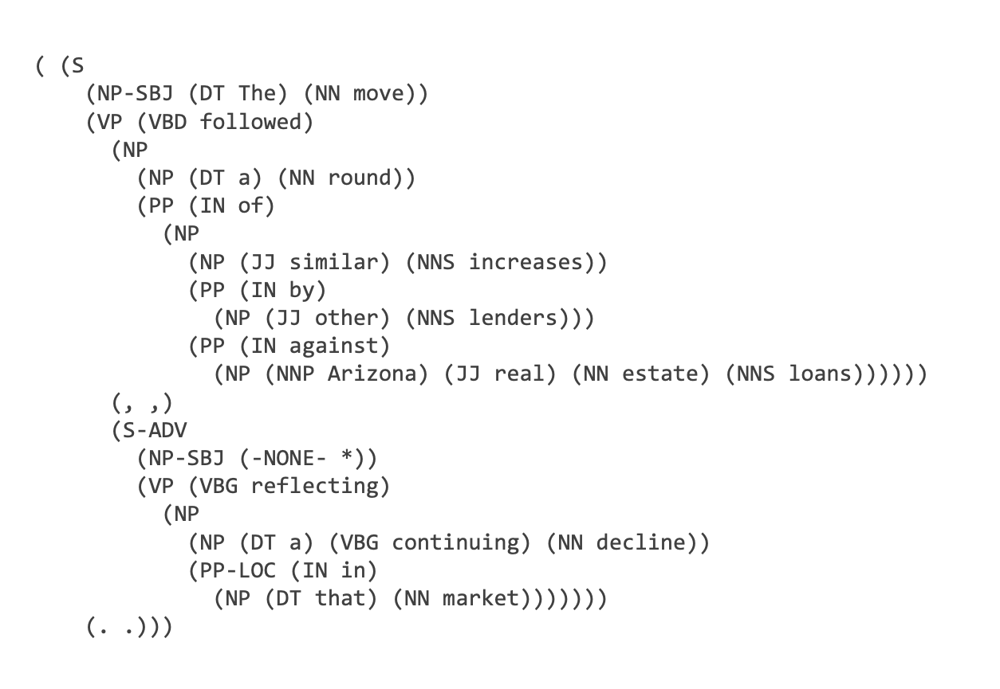 ( (S
    (NP-SBJ (DT The) (NN move))
    (VP (VBD followed)
      (NP
        (NP (DT a) (NN round))
        (PP (IN of)
          (NP
            (NP (JJ similar) (NNS increases))
            (PP (IN by)
              (NP (JJ other) (NNS lenders)))
            (PP (IN against)
              (NP (NNP Arizona) (JJ real) (NN estate) (NNS loans))))))
      (, ,)
      (S-ADV
        (NP-SBJ (-NONE- *))
        (VP (VBG reflecting)
          (NP
            (NP (DT a) (VBG continuing) (NN decline))
            (PP-LOC (IN in)
              (NP (DT that) (NN market)))))))
    (. .)))